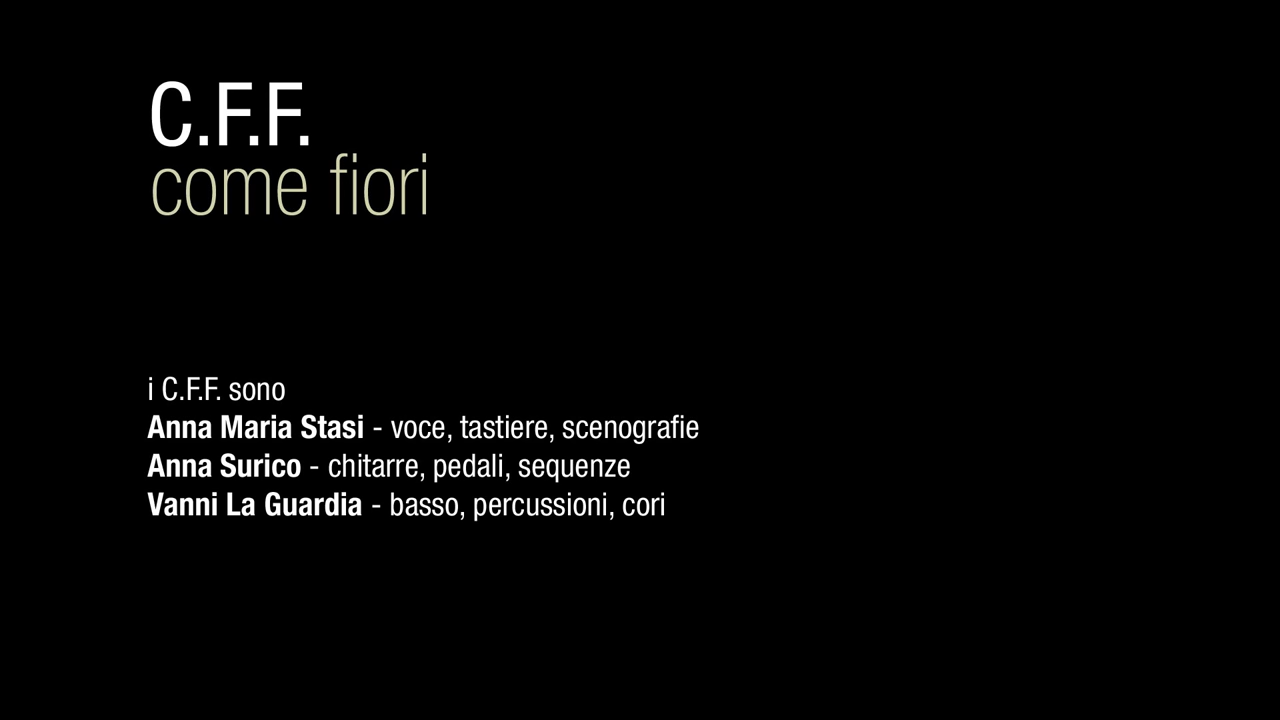 C.F.F.
come fiori
i C.F.F. sono
Anna Maria Stasi - voce, tastiere, scenografie
Anna Surico - chitarre, pedali, sequenze
Vanni La Guardia - basso, percussioni, cori